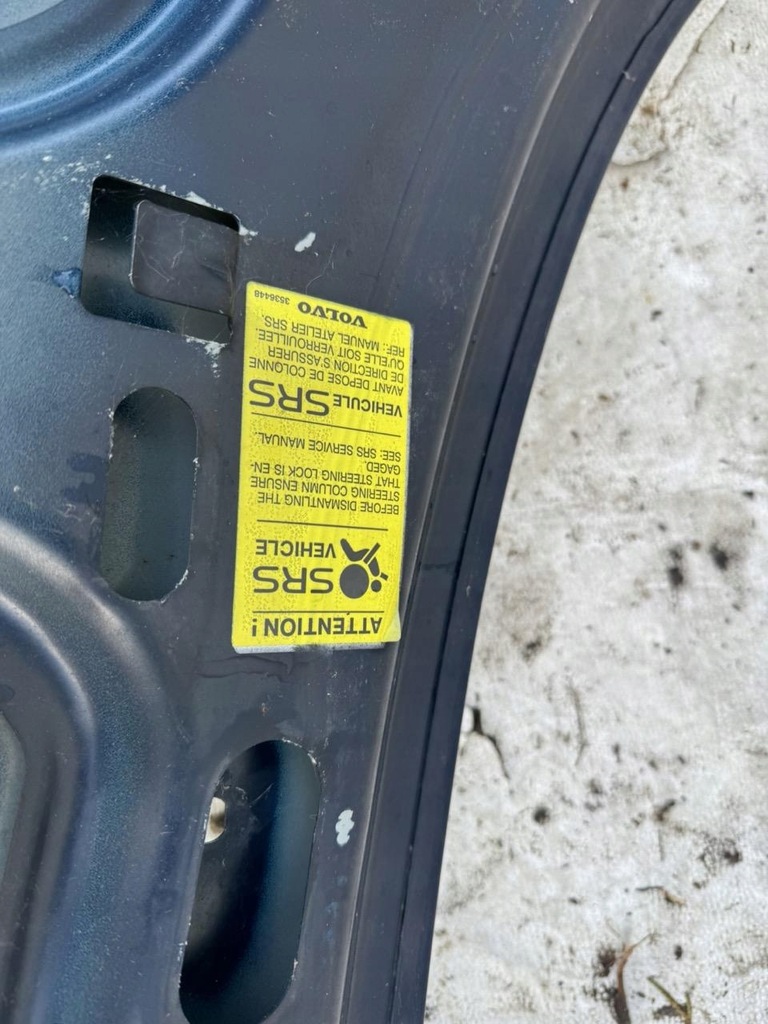 ATTENTION!
SRS
VEHICLE
BEFORE DISMANTLING THE
STEERING COLUMN ENSURE
THAT STEERING LOCK IS EN-
GAGED.
SEE: SRS SERVICE MANUAL.
VEHICULE SRS
AVANT DEPOSE DE COLONNE
DE DIRECTION S'ASSURER
QU'ELLE SOIT VERROUILLEE.
REF.: MANUEL ATELIER SRS.
VOLVO 3536448